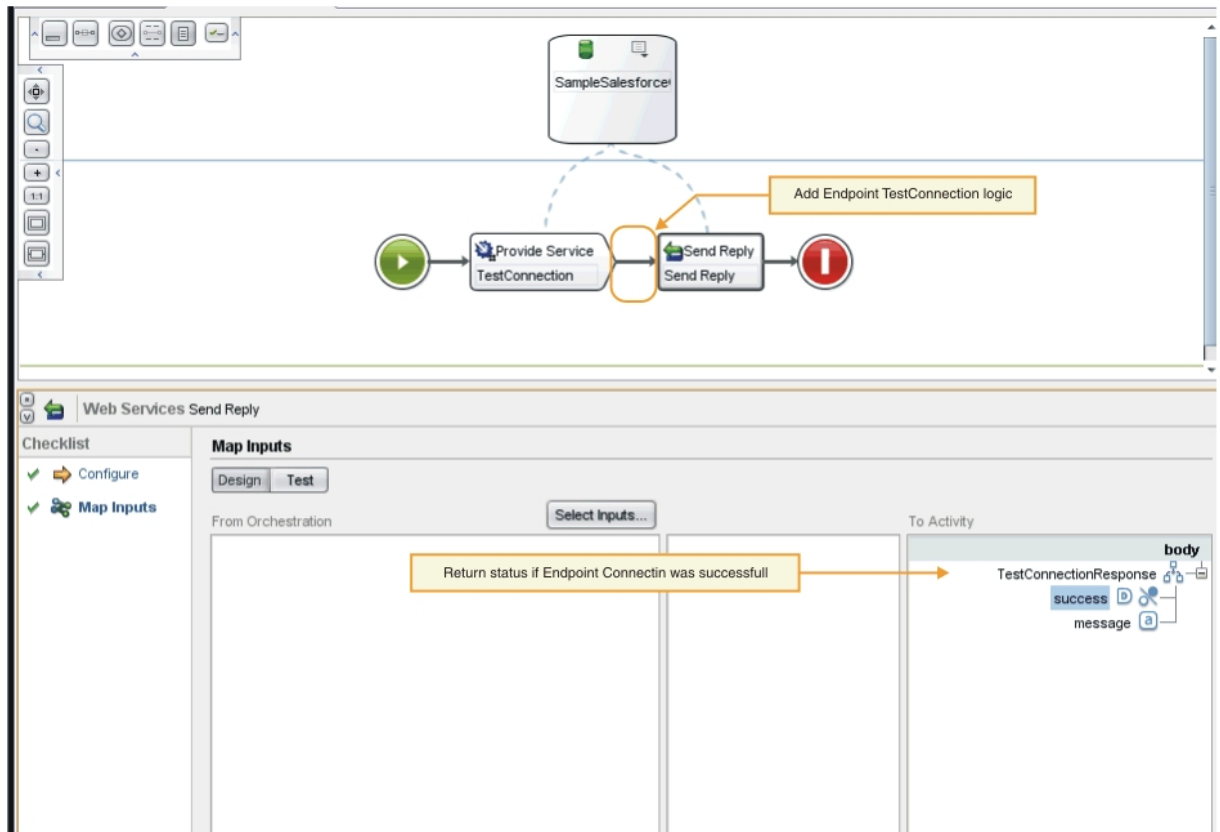 SampleSalesforce
Add Endpoint TestConnection logic
Provide Service
TestConnection
Send Reply
Send Reply
-
+
1:1
Web Services Send Reply
Checklist
Configure
Map Inputs
Map Inputs
Design
Test
From Orchestration
Select Inputs...
To Activity
body
Return status if Endpoint Connectin was successfull
TestConnectionResponse
success
D
message
a